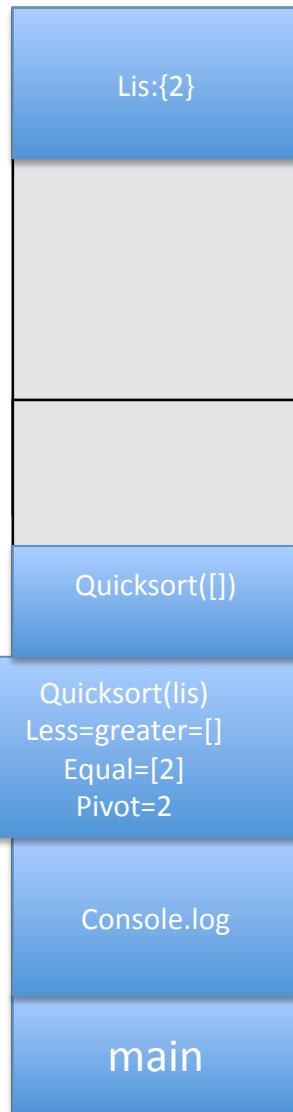 Lis:{2}
Quicksort([])
Quicksort(lis)
Less=greater=[]
Equal=[2]
Pivot=2
Console.log
main